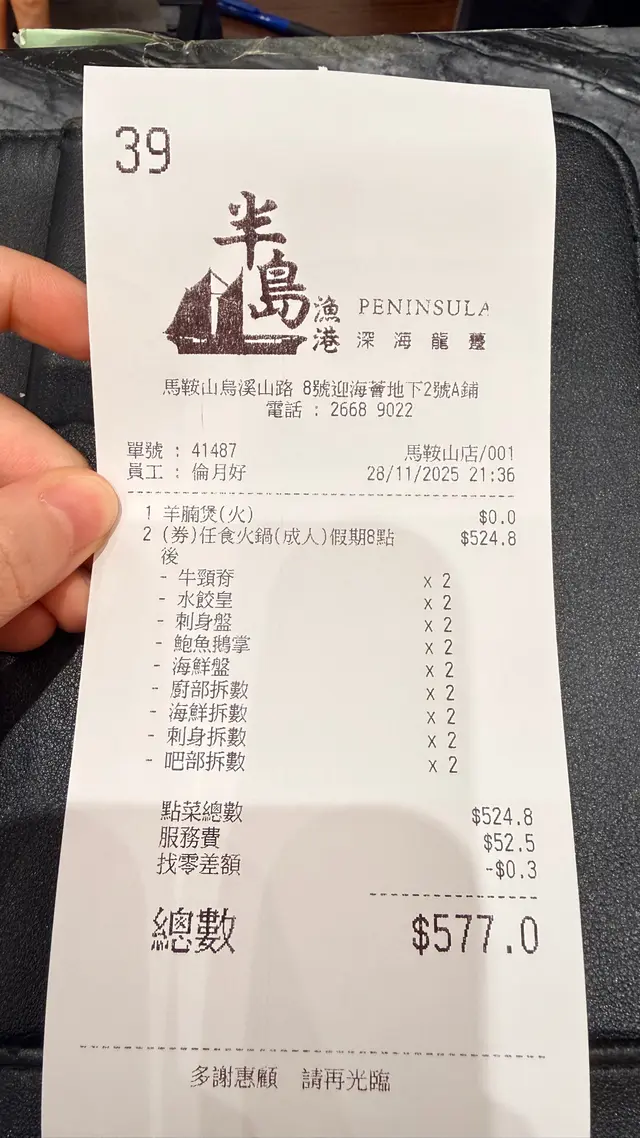 39
半島
漁港
PENINSULA
深海龍躉
馬鞍山烏溪沙路 8號迎海薈地下2號A鋪
電話 : 2668 9022
單號 : 41487 馬鞍山店/001
員工 : 倫月好 28/11/2025 21:36
1 羊腩煲(火) $0.0
2 (券)任食火鍋(成人)假期8點 $524.8
後
- 牛頸脊 x 2
- 水餃皇 x 2
- 刺身盤 x 2
- 鮑魚鵝掌 x 2
- 海鮮盤 x 2
- 廚部拆數 x 2
- 海鮮拆數 x 2
- 刺身拆數 x 2
- 吧部拆數 x 2
點菜總數 $524.8
服務費 $52.5
找零差額 -$0.3
總數 $577.0
多謝惠顧 請再光臨